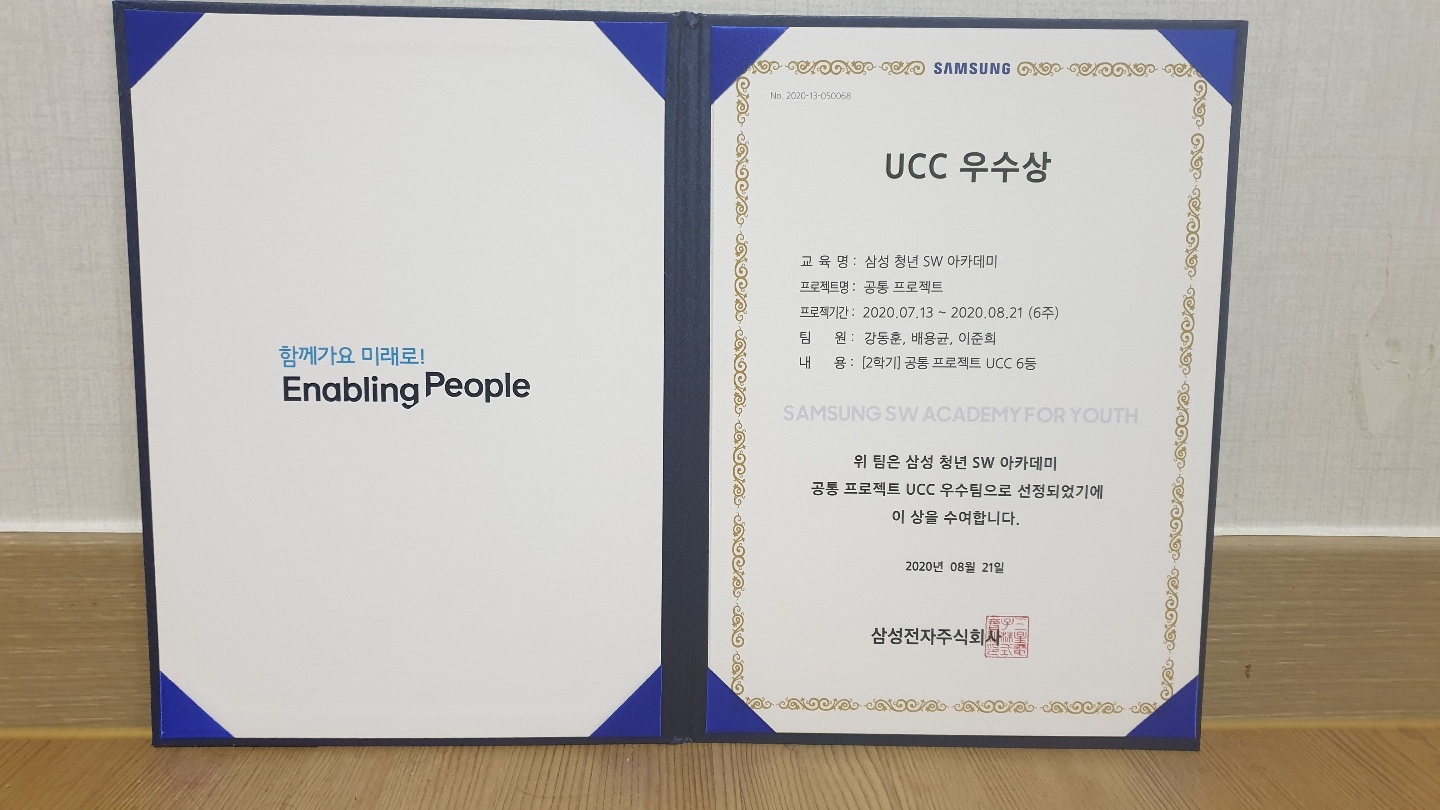 함께가요 미래로!
Enabling People
SAMSUNG
No. 2020-13-050068
UCC 우수상
교 육 명 : 삼성 청년 SW 아카데미
프로젝트명 : 공통 프로젝트
프로젝기간 : 2020.07.13 ~ 2020.08.21 (6주)
팀 원 : 강동훈, 배용균, 이준희
내 용 : [2학기] 공통 프로젝트 UCC 6등
SAMSUNG SW ACADEMY FOR YOUTH
위 팀은 삼성 청년 SW 아카데미
공통 프로젝트 UCC 우수팀으로 선정되었기에
이 상을 수여합니다.
2020년 08월 21일
삼성전자주식회사